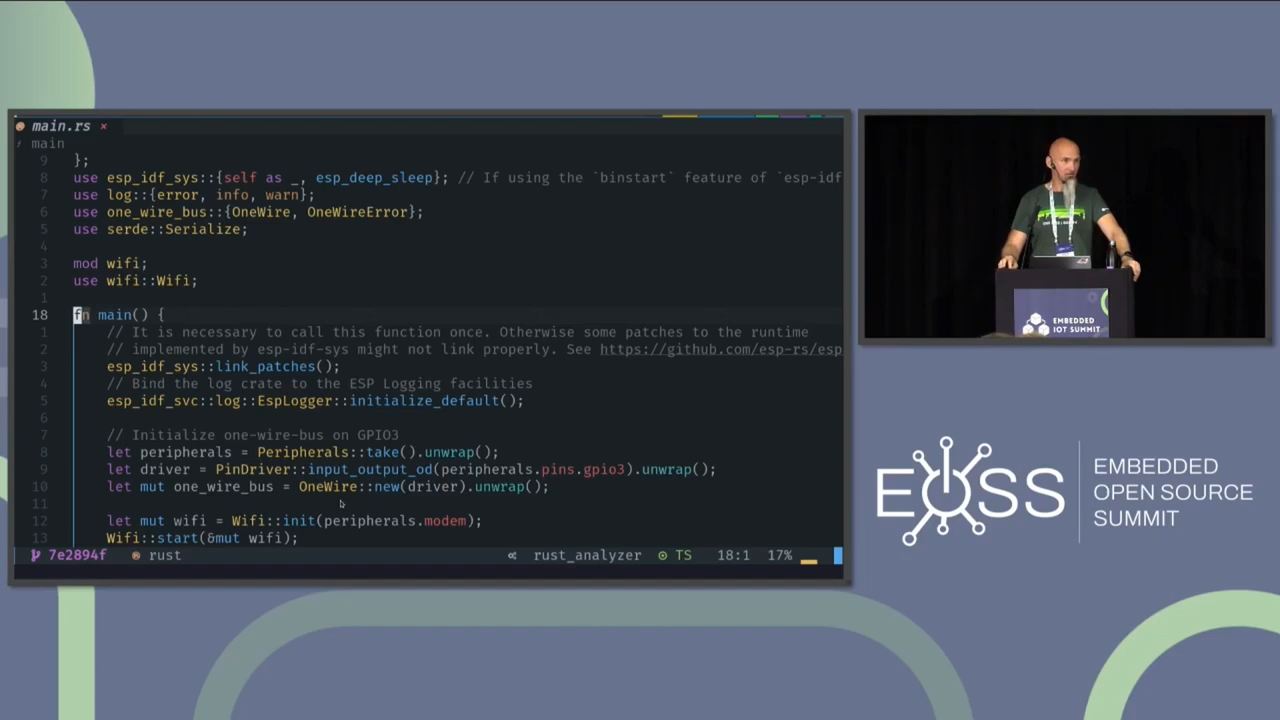 main.rs ×
main
9 };
8 use esp_idf_sys::{self as _, esp_deep_sleep}; // If using the `binstart` feature of `esp-idf
7 use log::{error, info, warn};
6 use one_wire_bus::{OneWire, OneWireError};
5 use serde::Serialize;
4
3 mod wifi;
2 use wifi::Wifi;
1
18 fn main() {
1 // It is necessary to call this function once. Otherwise some patches to the runtime
2 // implemented by esp-idf-sys might not link properly. See https://github.com/esp-rs/esp
3 esp_idf_sys::link_patches();
4 // Bind the log crate to the ESP Logging facilities
5 esp_idf_svc::log::EspLogger::initialize_default();
6
7 // Initialize one-wire-bus on GPIO3
8 let peripherals = Peripherals::take().unwrap();
9 let driver = PinDriver::input_output_od(peripherals.pins.gpio3).unwrap();
10 let mut one_wire_bus = OneWire::new(driver).unwrap();
11
12 let mut wifi = Wifi::init(peripherals.modem);
13 Wifi::start(&mut wifi);
7e2894f rust rust_analyzer TS 18:1 17%
EMBEDDED
IOT SUMMIT
EOSS
EMBEDDED
OPEN SOURCE
SUMMIT